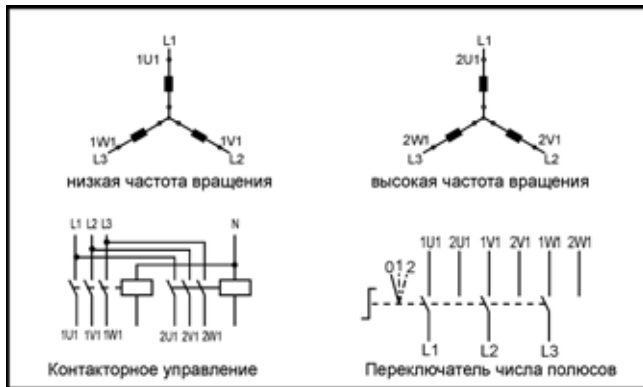 L1
1U1
1W1
1V1
L3
L2
низкая частота вращения
L1
2U1
2W1
2V1
L3
L2
высокая частота вращения
L1 L2 L3 N
1U1 1V1 1W1 2U1 2V1 2W1
Контакторное управление
1U1 2U1 1V1 2V1 1W1 2W1
0 1 2
L1 L2 L3
Переключатель числа полюсов